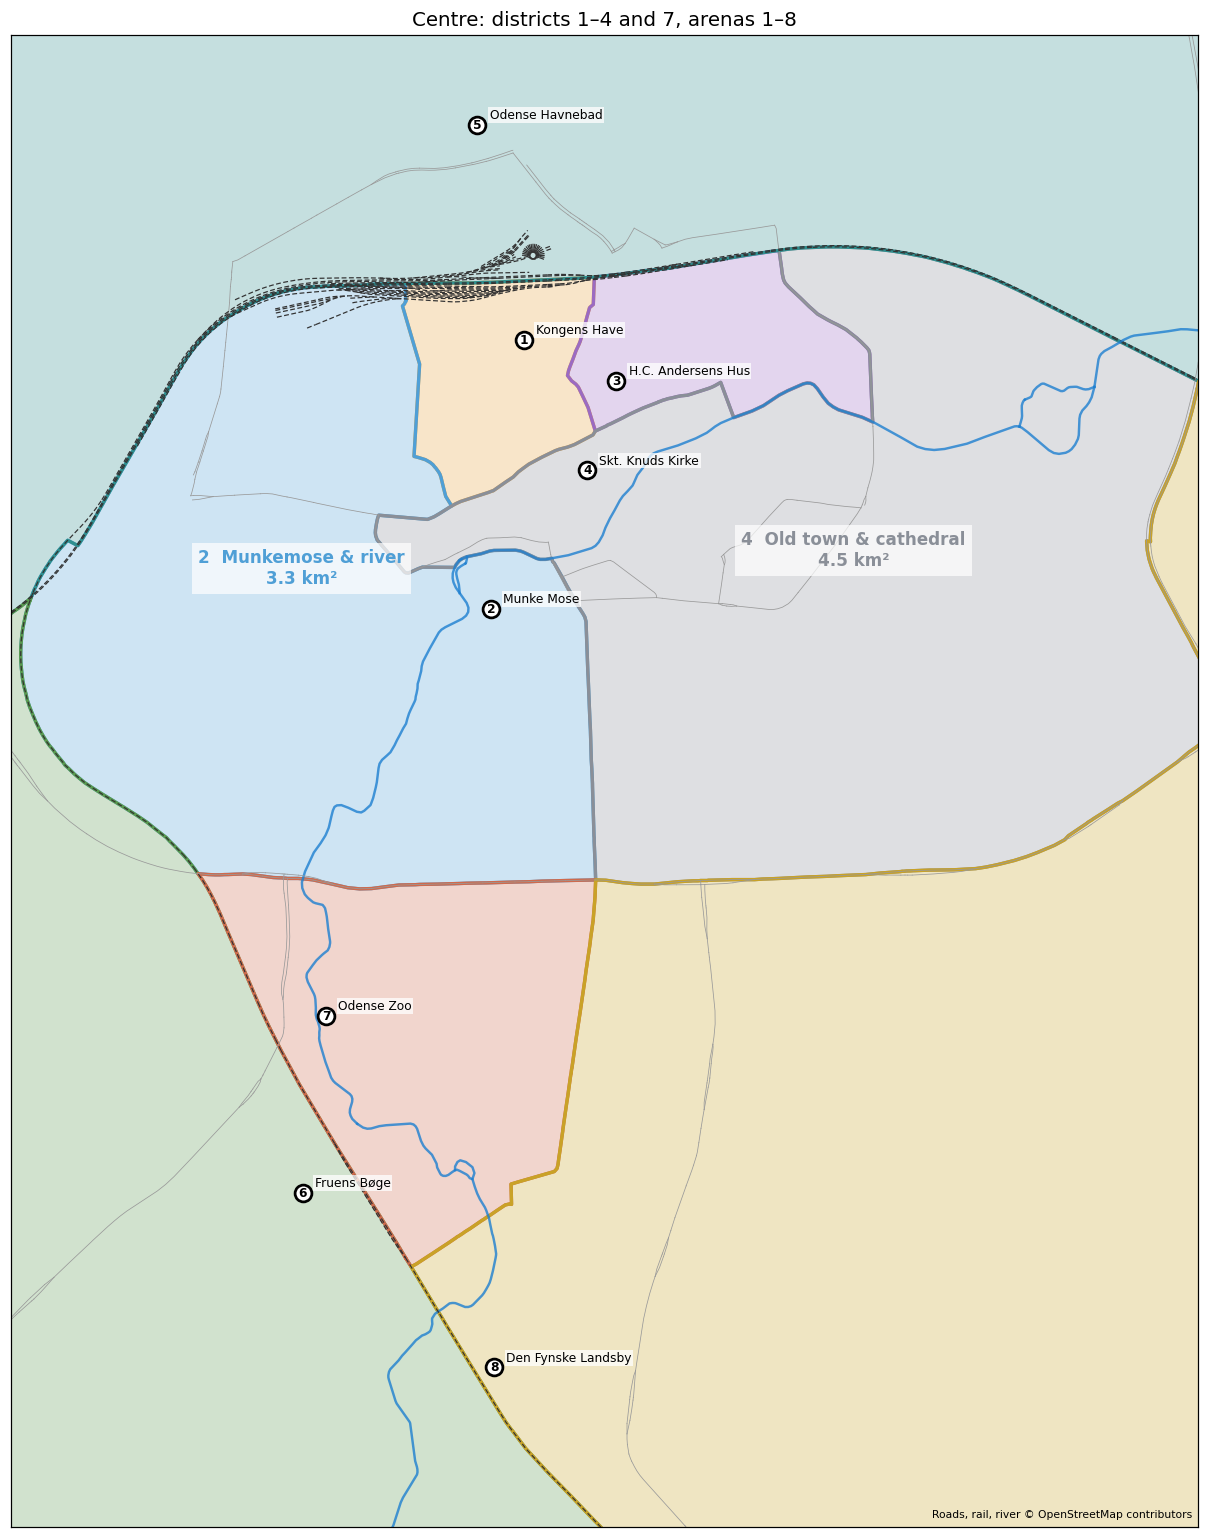 Centre: districts 1–4 and 7, arenas 1–8
5 Odense Havnebad
1 Kongens Have
3 H.C. Andersens Hus
4 Skt. Knuds Kirke
2 Munkemose & river
3.3 km²
4 Old town & cathedral
4.5 km²
2 Munke Mose
7 Odense Zoo
6 Fruens Bøge
8 Den Fynske Landsby
Roads, rail, river © OpenStreetMap contributors